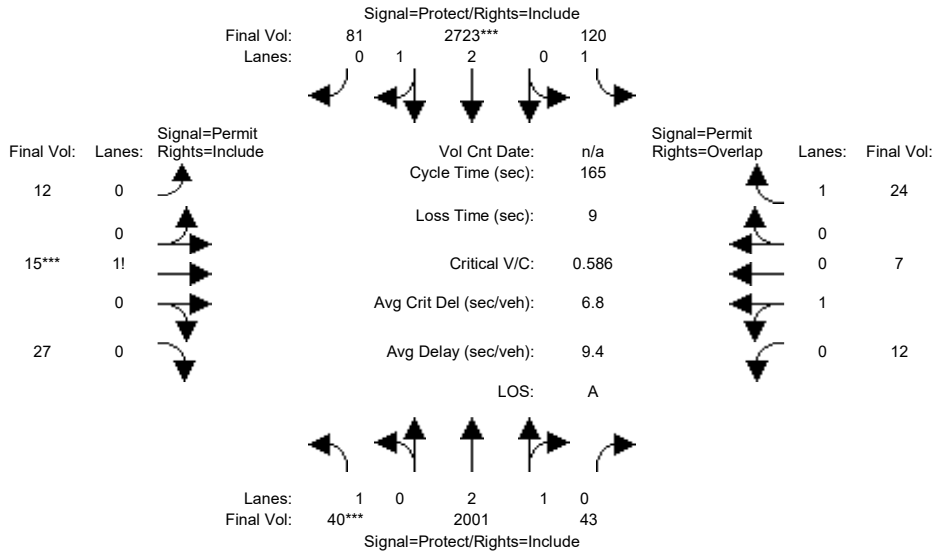 Signal=Protect/Rights=Include
Final Vol: 81 2723*** 120
Lanes: 0 1 2 0 1
Signal=Permit Signal=Permit
Final Vol: Lanes: Rights=Include Vol Cnt Date: n/a Rights=Overlap Lanes: Final Vol:
Cycle Time (sec): 165
12 0 1 24
Loss Time (sec): 9
0 0
15*** 1! Critical V/C: 0.586 0 7
0 Avg Crit Del (sec/veh): 6.8 1
27 0 Avg Delay (sec/veh): 9.4 0 12
LOS: A
Lanes: 1 0 2 1 0
Final Vol: 40*** 2001 43
Signal=Protect/Rights=Include